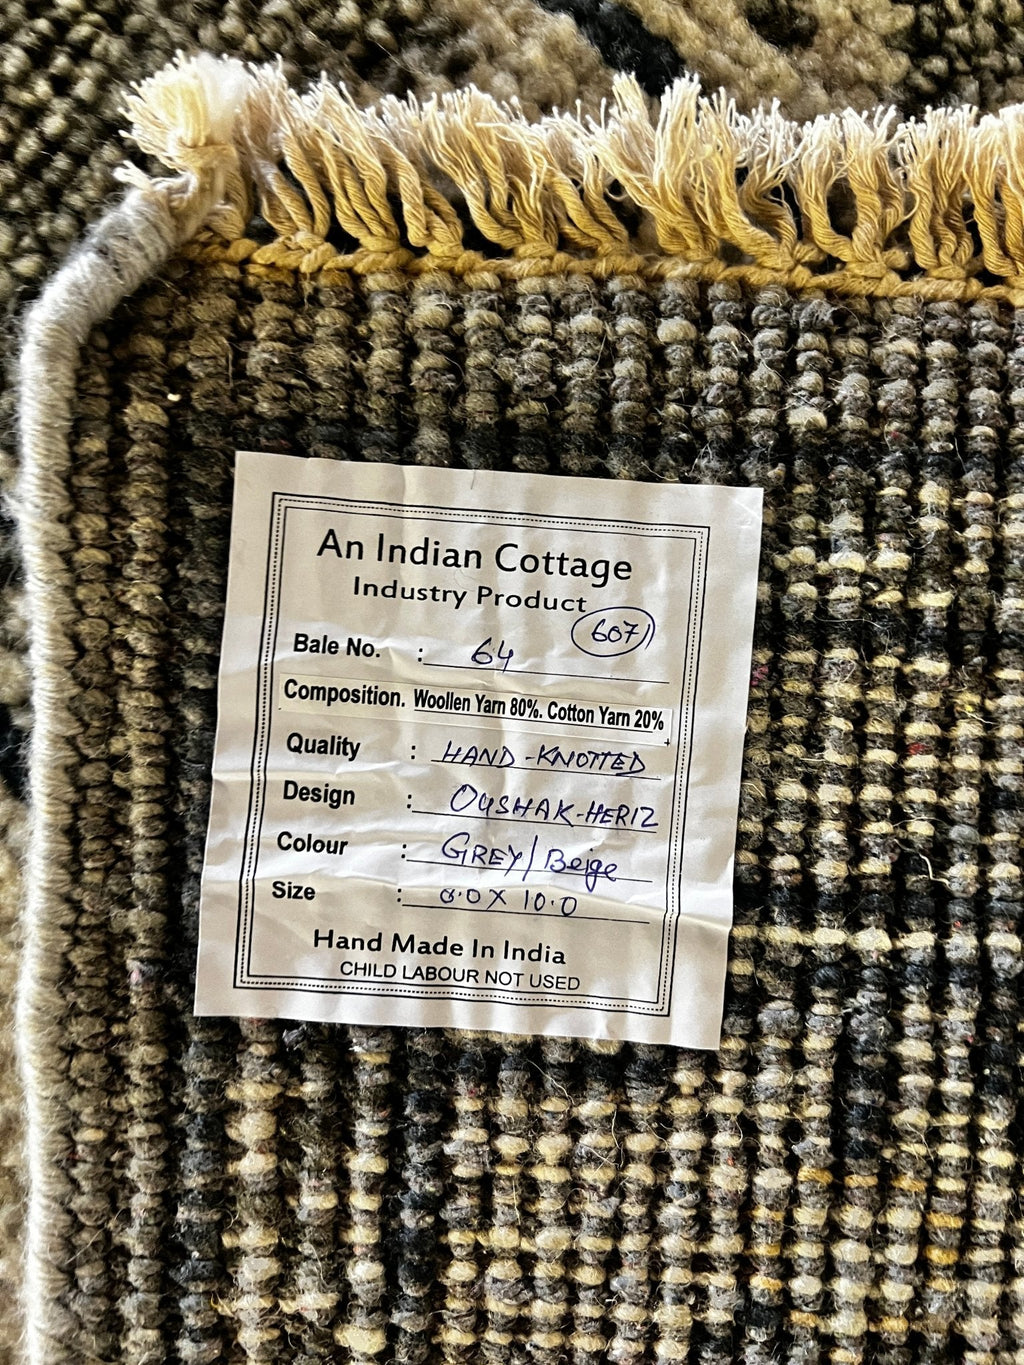 An Indian Cottage
Industry Product
6071
Bale No. : 64
Composition. Woollen Yarn 80%. Cotton Yarn 20%
Quality : HAND-KNOTTED
Design : OUSHAK-HERIZ
Colour : GREY/Beige
Size : 8.0 X 10.0
Hand Made In India
CHILD LABOUR NOT USED